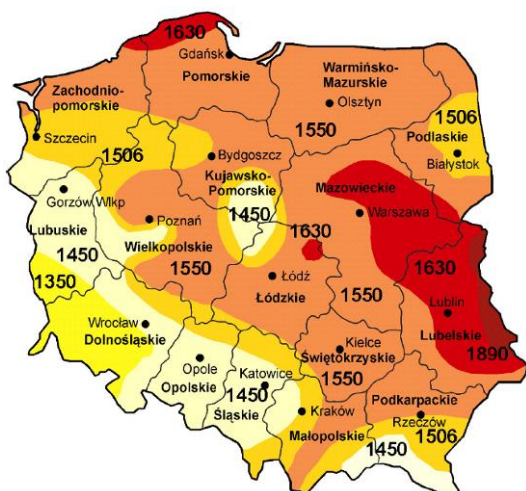 1630
Gdańsk
Pomorskie
Warmińsko-
Mazurskie
Olsztyn
Zachodnio-
pomorskie
1550
1506
Podlaskie
Białystok
Szczecin
1506
Bydgoszcz
Kujawsko-
Pomorskie
1450
Mazowieckie
Warszawa
Gorzów Wlkp
Poznań
Lubuskie
1450
Wielkopolskie
1550
1630
1350
Łódź
Łódzkie
1550
1630
Lublin
Lubelskie
1890
Wrocław
Dolnośląskie
Kielce
Świętokrzyskie
1550
Opole
Opolskie
Katowice
1450
Śląskie
Kraków
Małopolskie
Podkarpackie
Rzeczów
1506
1450